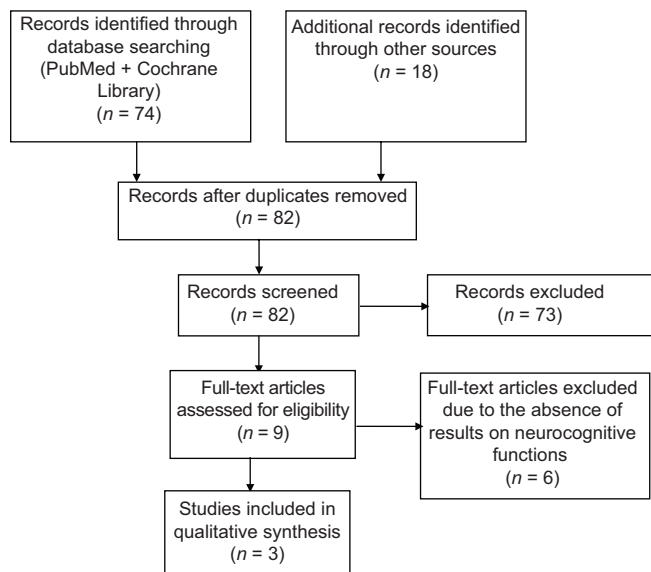 Records identified through
database searching
(PubMed + Cochrane
Library)
(n = 74)
Additional records identified
through other sources
(n = 18)
Records after duplicates removed
(n = 82)
Records screened
(n = 82)
Records excluded
(n = 73)
Full-text articles
assessed for eligibility
(n = 9)
Full-text articles excluded
due to the absence of
results on neurocognitive
functions
(n = 6)
Studies included in
qualitative synthesis
(n = 3)